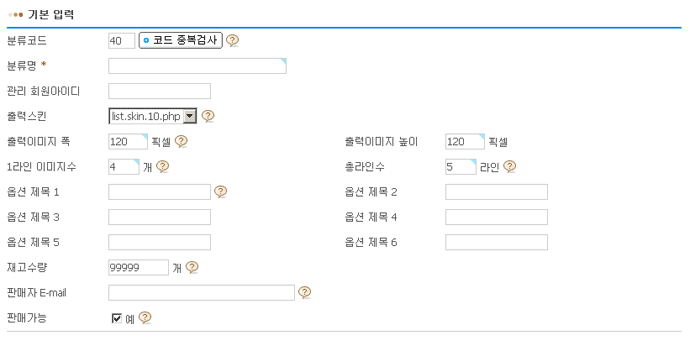 기본 입력
분류코드 40 코드 중복검사 ?
분류명 *
관리 회원아이디
출력스킨 list.skin.10.php ?
출력이미지 폭 120 픽셀 ? 출력이미지 높이 120 픽셀
1라인 이미지수 4 개 ? 총라인수 5 라인 ?
옵션 제목 1 ? 옵션 제목 2
옵션 제목 3 옵션 제목 4
옵션 제목 5 옵션 제목 6
재고수량 99999 개 ?
판매자 E-mail ?
판매가능 예 ?